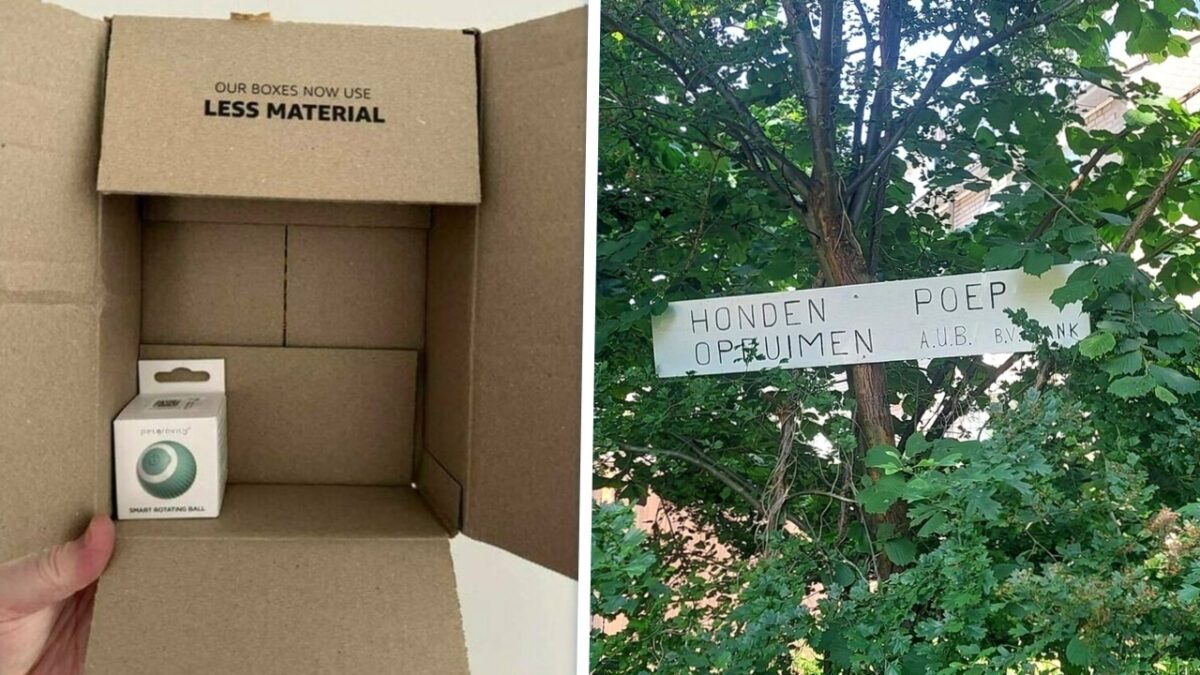 OUR BOXES NOW USE
LESS MATERIAL
SMART ROTATING BALL
HONDEN POEP
OPRUIMEN A.U.B.